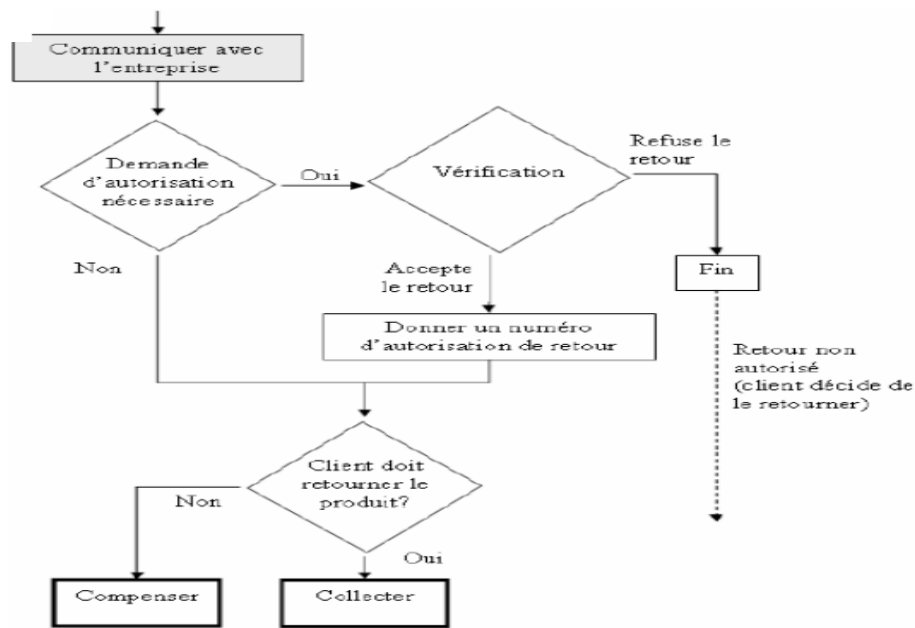 Communiquer avec
l'entreprise
Demande
d'autorisation
nécessaire
Oui
Vérification
Refuse le
retour
Non
Accepte
le retour
Fin
Donner un numéro
d'autorisation de retour
Retour non
autorisé
(client décide de
le retourner)
Client doit
retourner le
produit?
Non
Oui
Compenser
Collecter